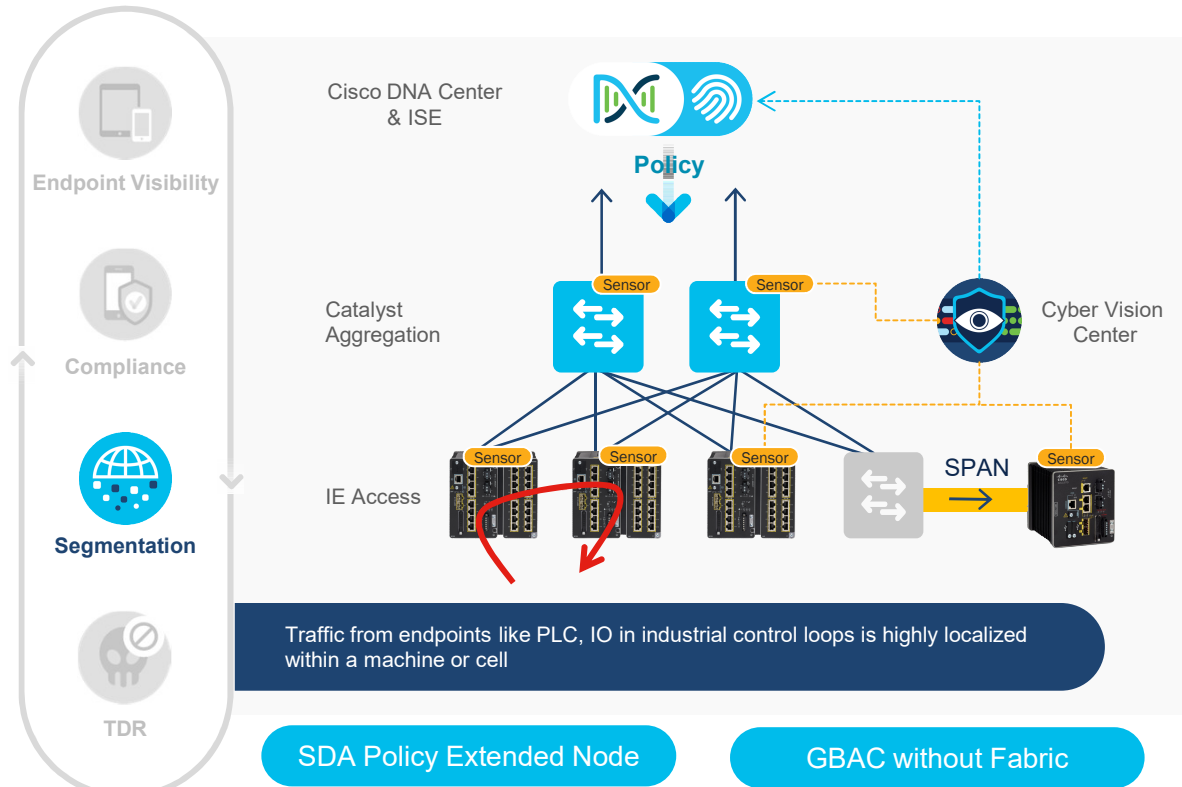 Cisco DNA Center
& ISE
Policy
Endpoint Visibility
Sensor
Sensor
Catalyst
Aggregation
Cyber Vision
Center
Compliance
Sensor
Sensor
Sensor
SPAN
Sensor
IE Access
Segmentation
Traffic from endpoints like PLC, IO in industrial control loops is highly localized
within a machine or cell
TDR
SDA Policy Extended Node
GBAC without Fabric